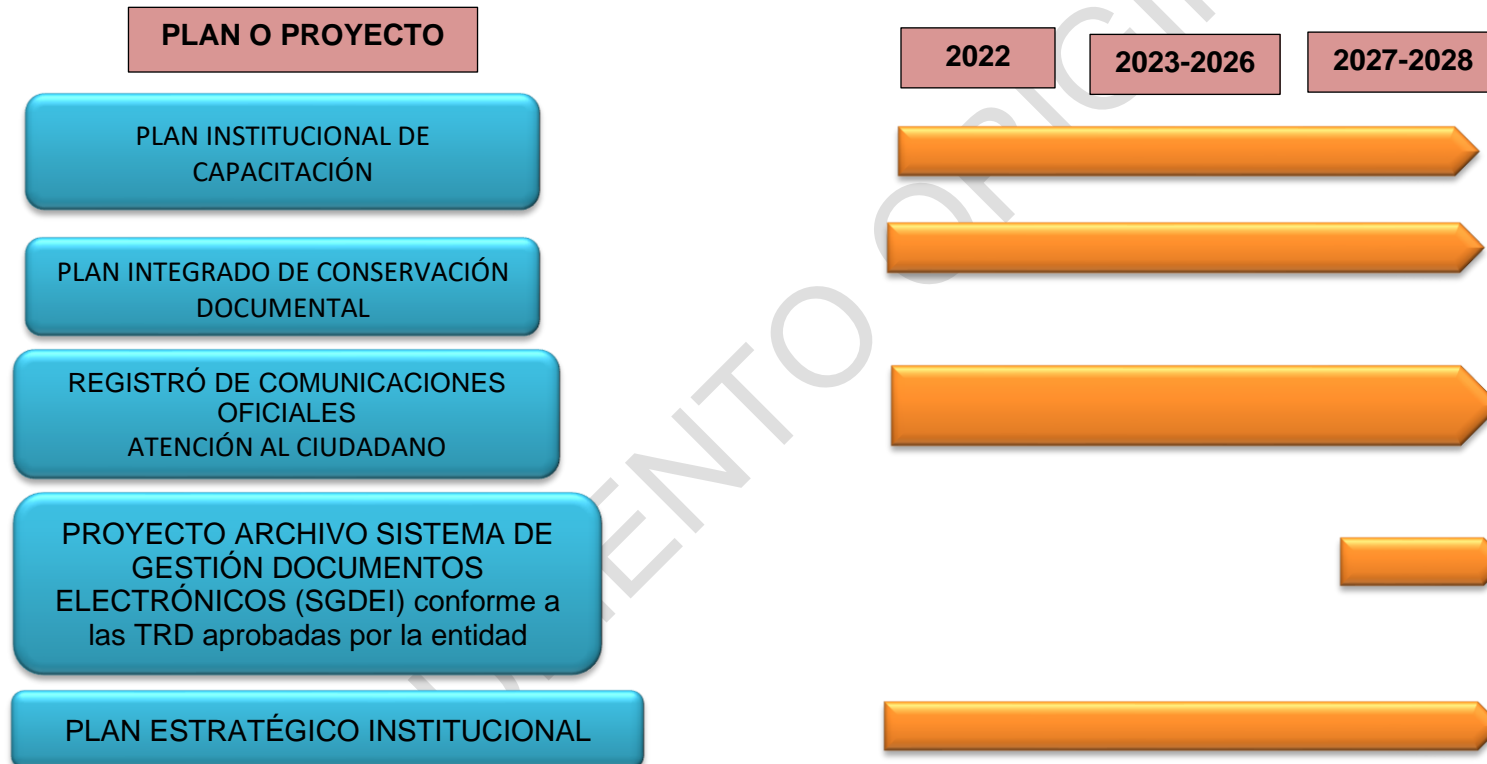 PLAN O PROYECTO
2022
2023-2026
2027-2028
PLAN INSTITUCIONAL DE
CAPACITACIÓN
PLAN INTEGRADO DE CONSERVACIÓN
DOCUMENTAL
REGISTRÓ DE COMUNICACIONES
OFICIALES
ATENCIÓN AL CIUDADANO
PROYECTO ARCHIVO SISTEMA DE
GESTIÓN DOCUMENTOS
ELECTRÓNICOS (SGDEI) conforme a
las TRD aprobadas por la entidad
PLAN ESTRATÉGICO INSTITUCIONAL